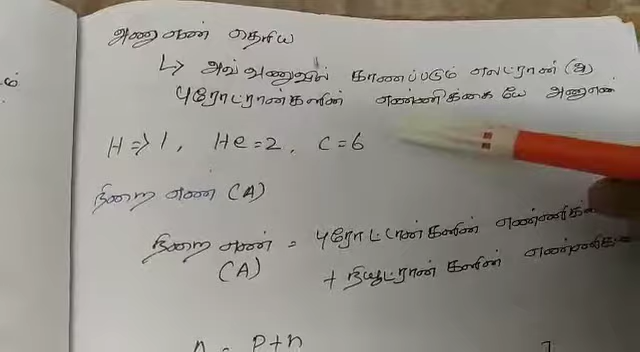 அணு எண் தெரிய
↳ அவ் அணுவில் காணப்படும் எலட்ரான் (அ)
புரோட்ரான்களின் எண்ணிக்கையே அணுஎண்
H => 1, He = 2, C = 6
நிறை எண் (A)
நிறை எண் = புரோட்டான்களின்
(A) + நியூட்ரான்களின்
A = P + n